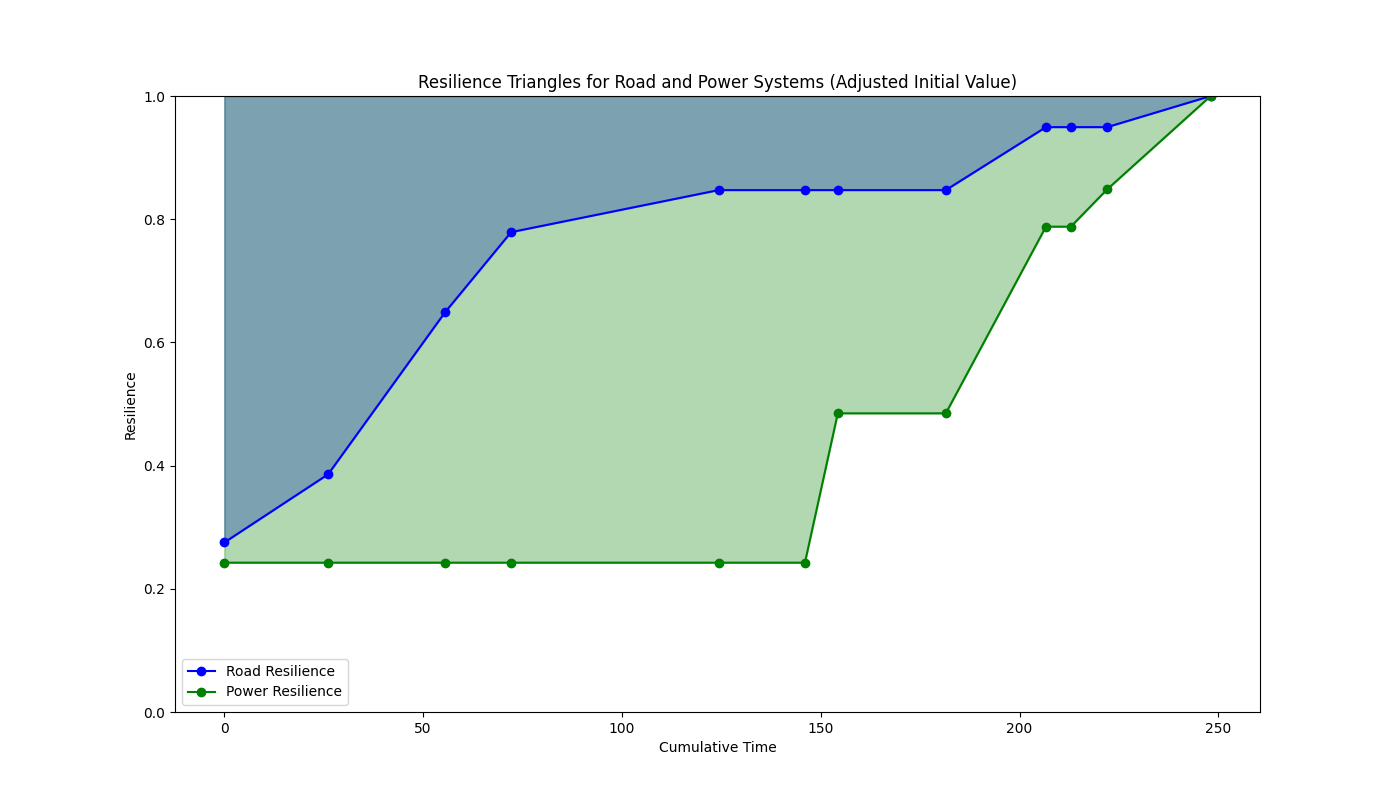 Resilience Triangles for Road and Power Systems (Adjusted Initial Value)
1.0
0.8
0.6
0.4
0.2
0.0
Resilience
Road Resilience
Power Resilience
0 50 100 150 200 250
Cumulative Time